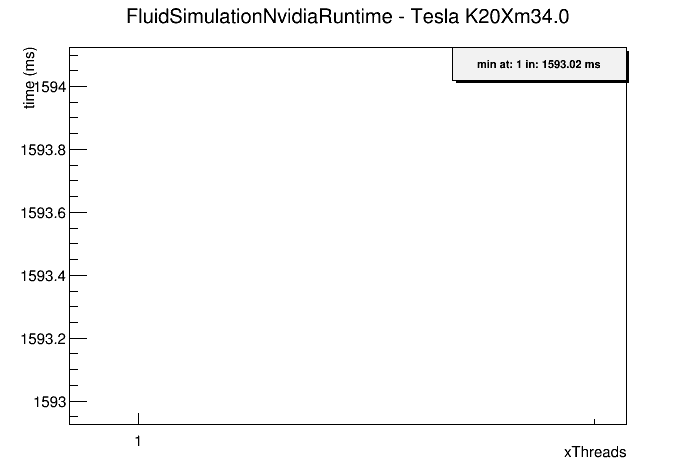 FluidSimulationNvidiaRuntime - Tesla K20Xm34.0
min at: 1 in: 1593.02 ms
time (ms)
1594
1593.8
1593.6
1593.4
1593.2
1593
1
xThreads